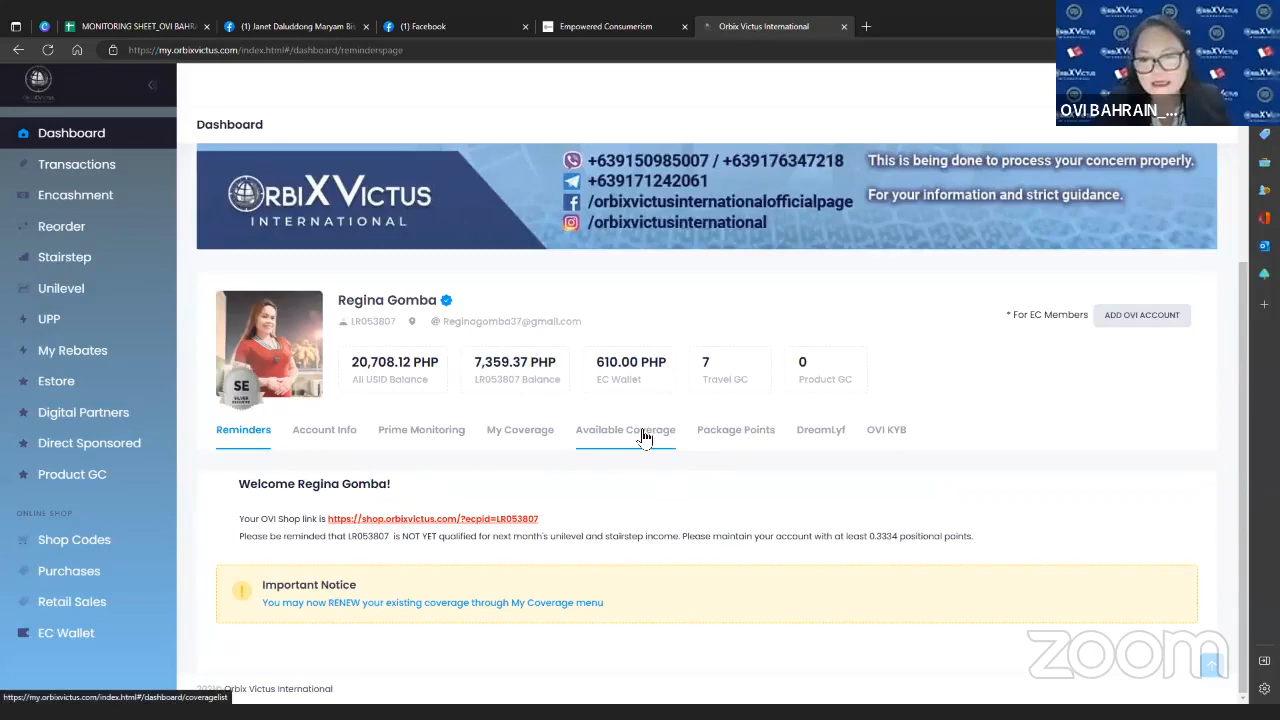 MONITORING SHEET_OVI BAHR
(1) Janet Daluddong Maryam Bi
(1) Facebook
Empowered Consumerism
Orbix Victus International
https://my.orbixvictus.com/index.html#/dashboard/reminderspage
OVI BAHRAIN_...
Dashboard
Transactions
Encashment
Reorder
Stairstep
Unilevel
UPP
My Rebates
Estore
Digital Partners
Direct Sponsored
Product GC
ONLINE SHOP
Shop Codes
Purchases
Retail Sales
EC Wallet
https://my.orbixvictus.com/index.html#/dashboard/coveragelist
Dashboard
ORBIXVICTUS
INTERNATIONAL
+639150985007 / +639176347218
+639171242061
/orbixvictusinternationalofficialpage
/orbixvictusinternational
This is being done to process your concern properly.
For your information and strict guidance.
Regina Gomba
LR053807 @ Reginagomba37@gmail.com
* For EC Members ADD OVI ACCOUNT
20,708.12 PHP
All USID Balance
7,359.37 PHP
LR053807 Balance
610.00 PHP
EC Wallet
7
Travel GC
0
Product GC
SE
SILVER EXECUTIVE
Reminders Account Info Prime Monitoring My Coverage Available Coverage Package Points DreamLyf OVI KYB
Welcome Regina Gomba!
Your OVI Shop link is https://shop.orbixvictus.com/?ecpid=LR053807
Please be reminded that LR053807 is NOT YET qualified for next month's unilevel and stairstep income. Please maintain your account with at least 0.3334 positional points.
Important Notice
You may now RENEW your existing coverage through My Coverage menu
Orbix Victus International
zoom